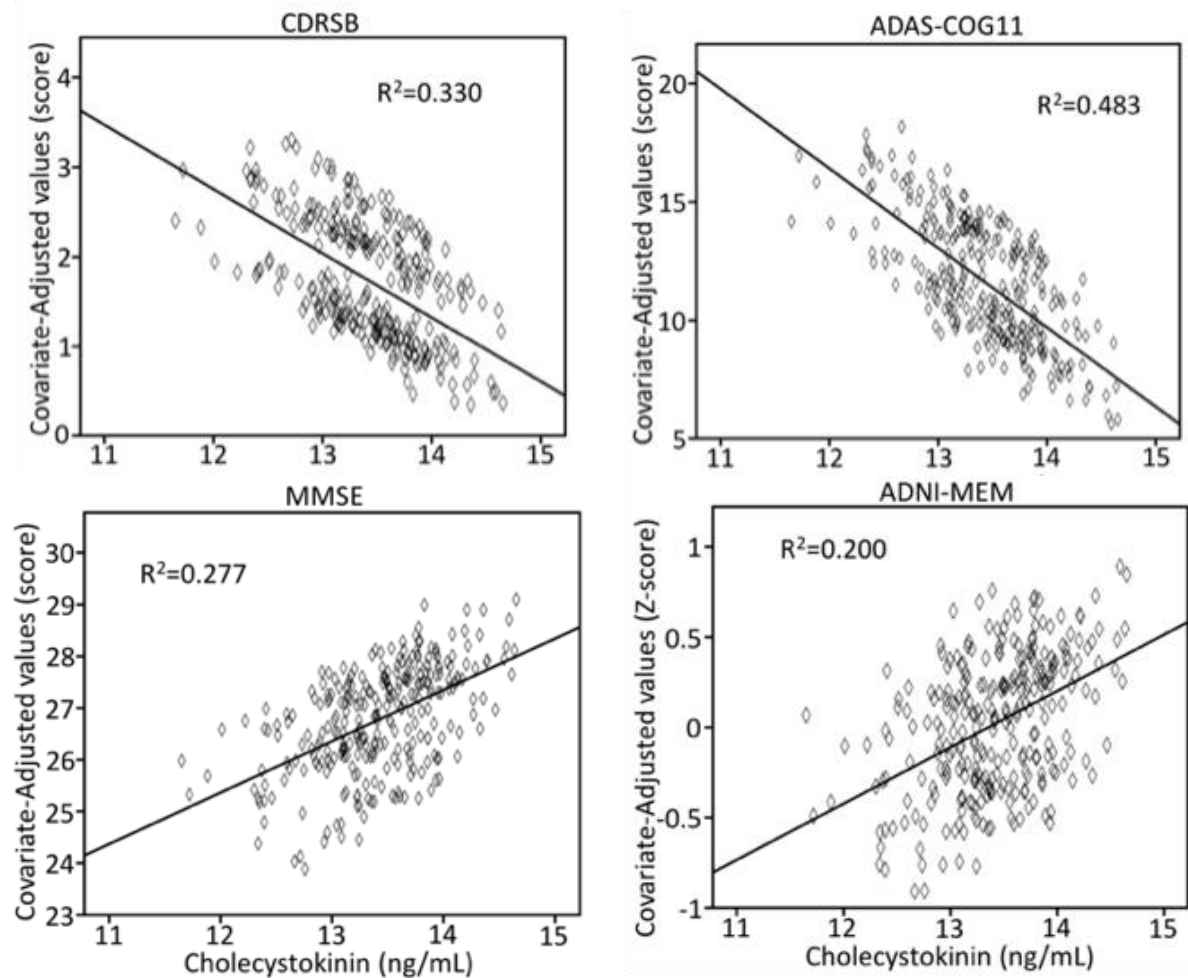 CDRSB
Covariate-Adjusted values (score)
R²=0.330
4
3
2
1
0
11 12 13 14 15
ADAS-COG11
Covariate-Adjusted values (score)
R²=0.483
20
15
10
5
11 12 13 14 15
MMSE
Covariate-Adjusted values (score)
R²=0.277
30
29
28
27
26
25
24
23
11 12 13 14 15
Cholecystokinin (ng/mL)
ADNI-MEM
Covariate-Adjusted values (Z-score)
R²=0.200
1
0.5
0
-0.5
-1
11 12 13 14 15
Cholecystokinin (ng/mL)